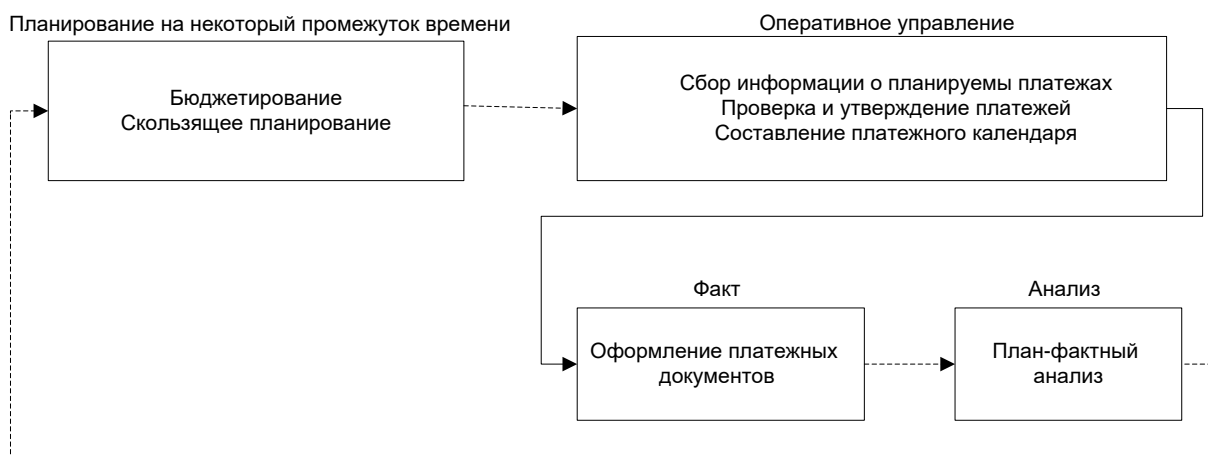 Планирование на некоторый промежуток времени
Оперативное управление
Бюджетирование
Скользящее планирование
Сбор информации о планируемы платежах
Проверка и утверждение платежей
Составление платежного календаря
Факт
Анализ
Оформление платежных
документов
План-фактный
анализ